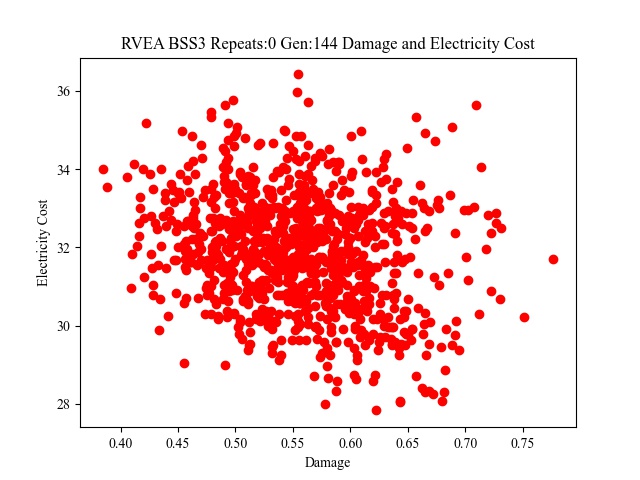 RVEA BSS3 Repeats:0 Gen:144 Damage and Electricity Cost
36
34
32
30
28
Electricity Cost
0.40 0.45 0.50 0.55 0.60 0.65 0.70 0.75
Damage